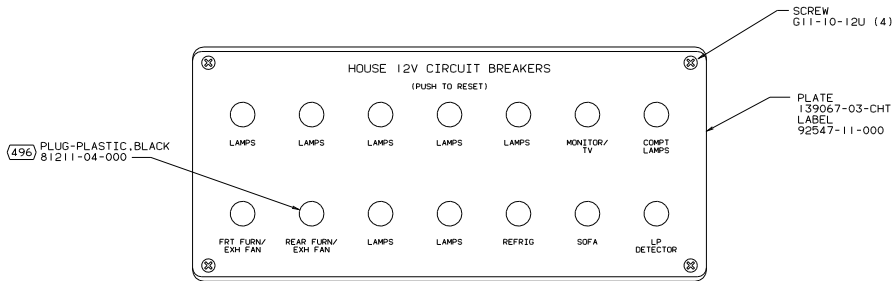 SCREW
G11-10-12U (4)
HOUSE 12V CIRCUIT BREAKERS
(PUSH TO RESET)
PLATE
139067-03-CHT
LABEL
92547-11-000
496 PLUG-PLASTIC,BLACK
81211-04-000
LAMPS LAMPS LAMPS LAMPS LAMPS MONITOR/ COMPT
TV LAMPS
FRT FURN/ REAR FURN/ LAMPS LAMPS REFRIG SOFA LP
EXH FAN EXH FAN DETECTOR